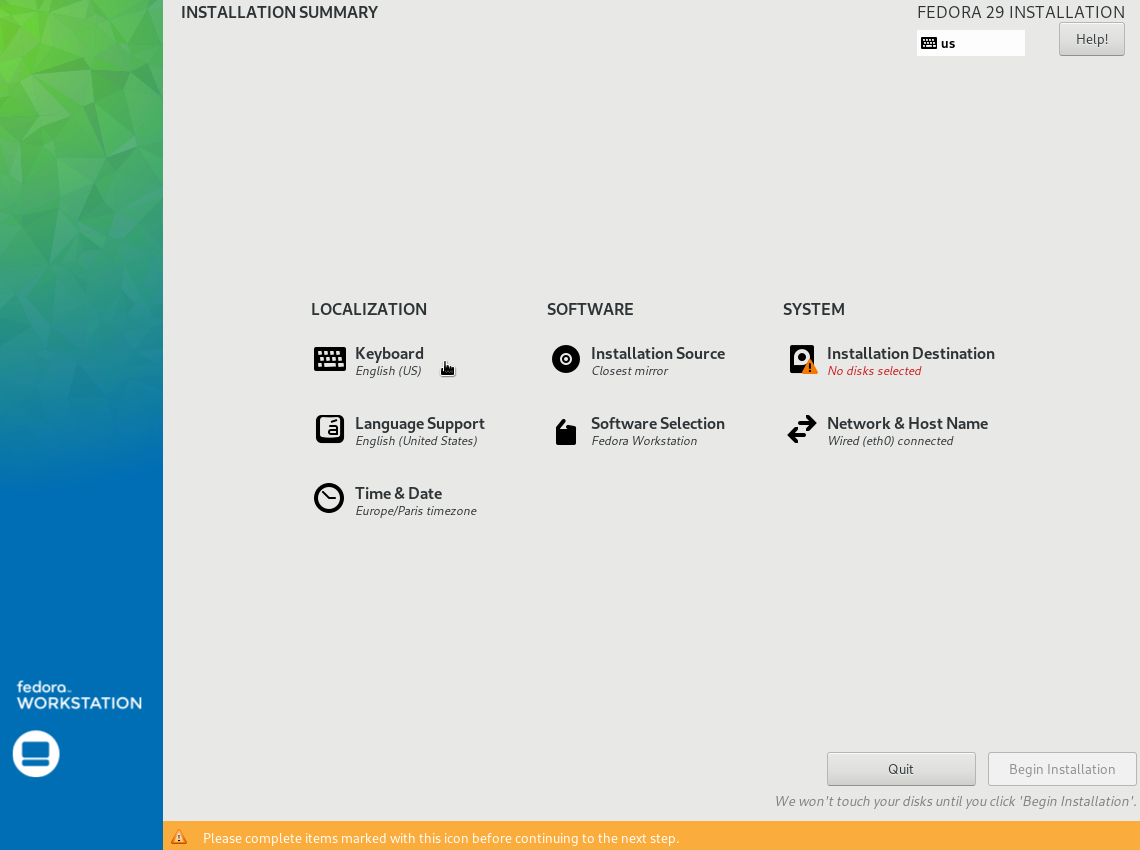 INSTALLATION SUMMARY
FEDORA 29 INSTALLATION
us
Help!
LOCALIZATION
Keyboard
English (US)
Language Support
English (United States)
Time & Date
Europe/Paris timezone
SOFTWARE
Installation Source
Closest mirror
Software Selection
Fedora Workstation
SYSTEM
Installation Destination
No disks selected
Network & Host Name
Wired (eth0) connected
fedora™
WORKSTATION
Quit
Begin Installation
We won't touch your disks until you click 'Begin Installation'.
Please complete items marked with this icon before continuing to the next step.